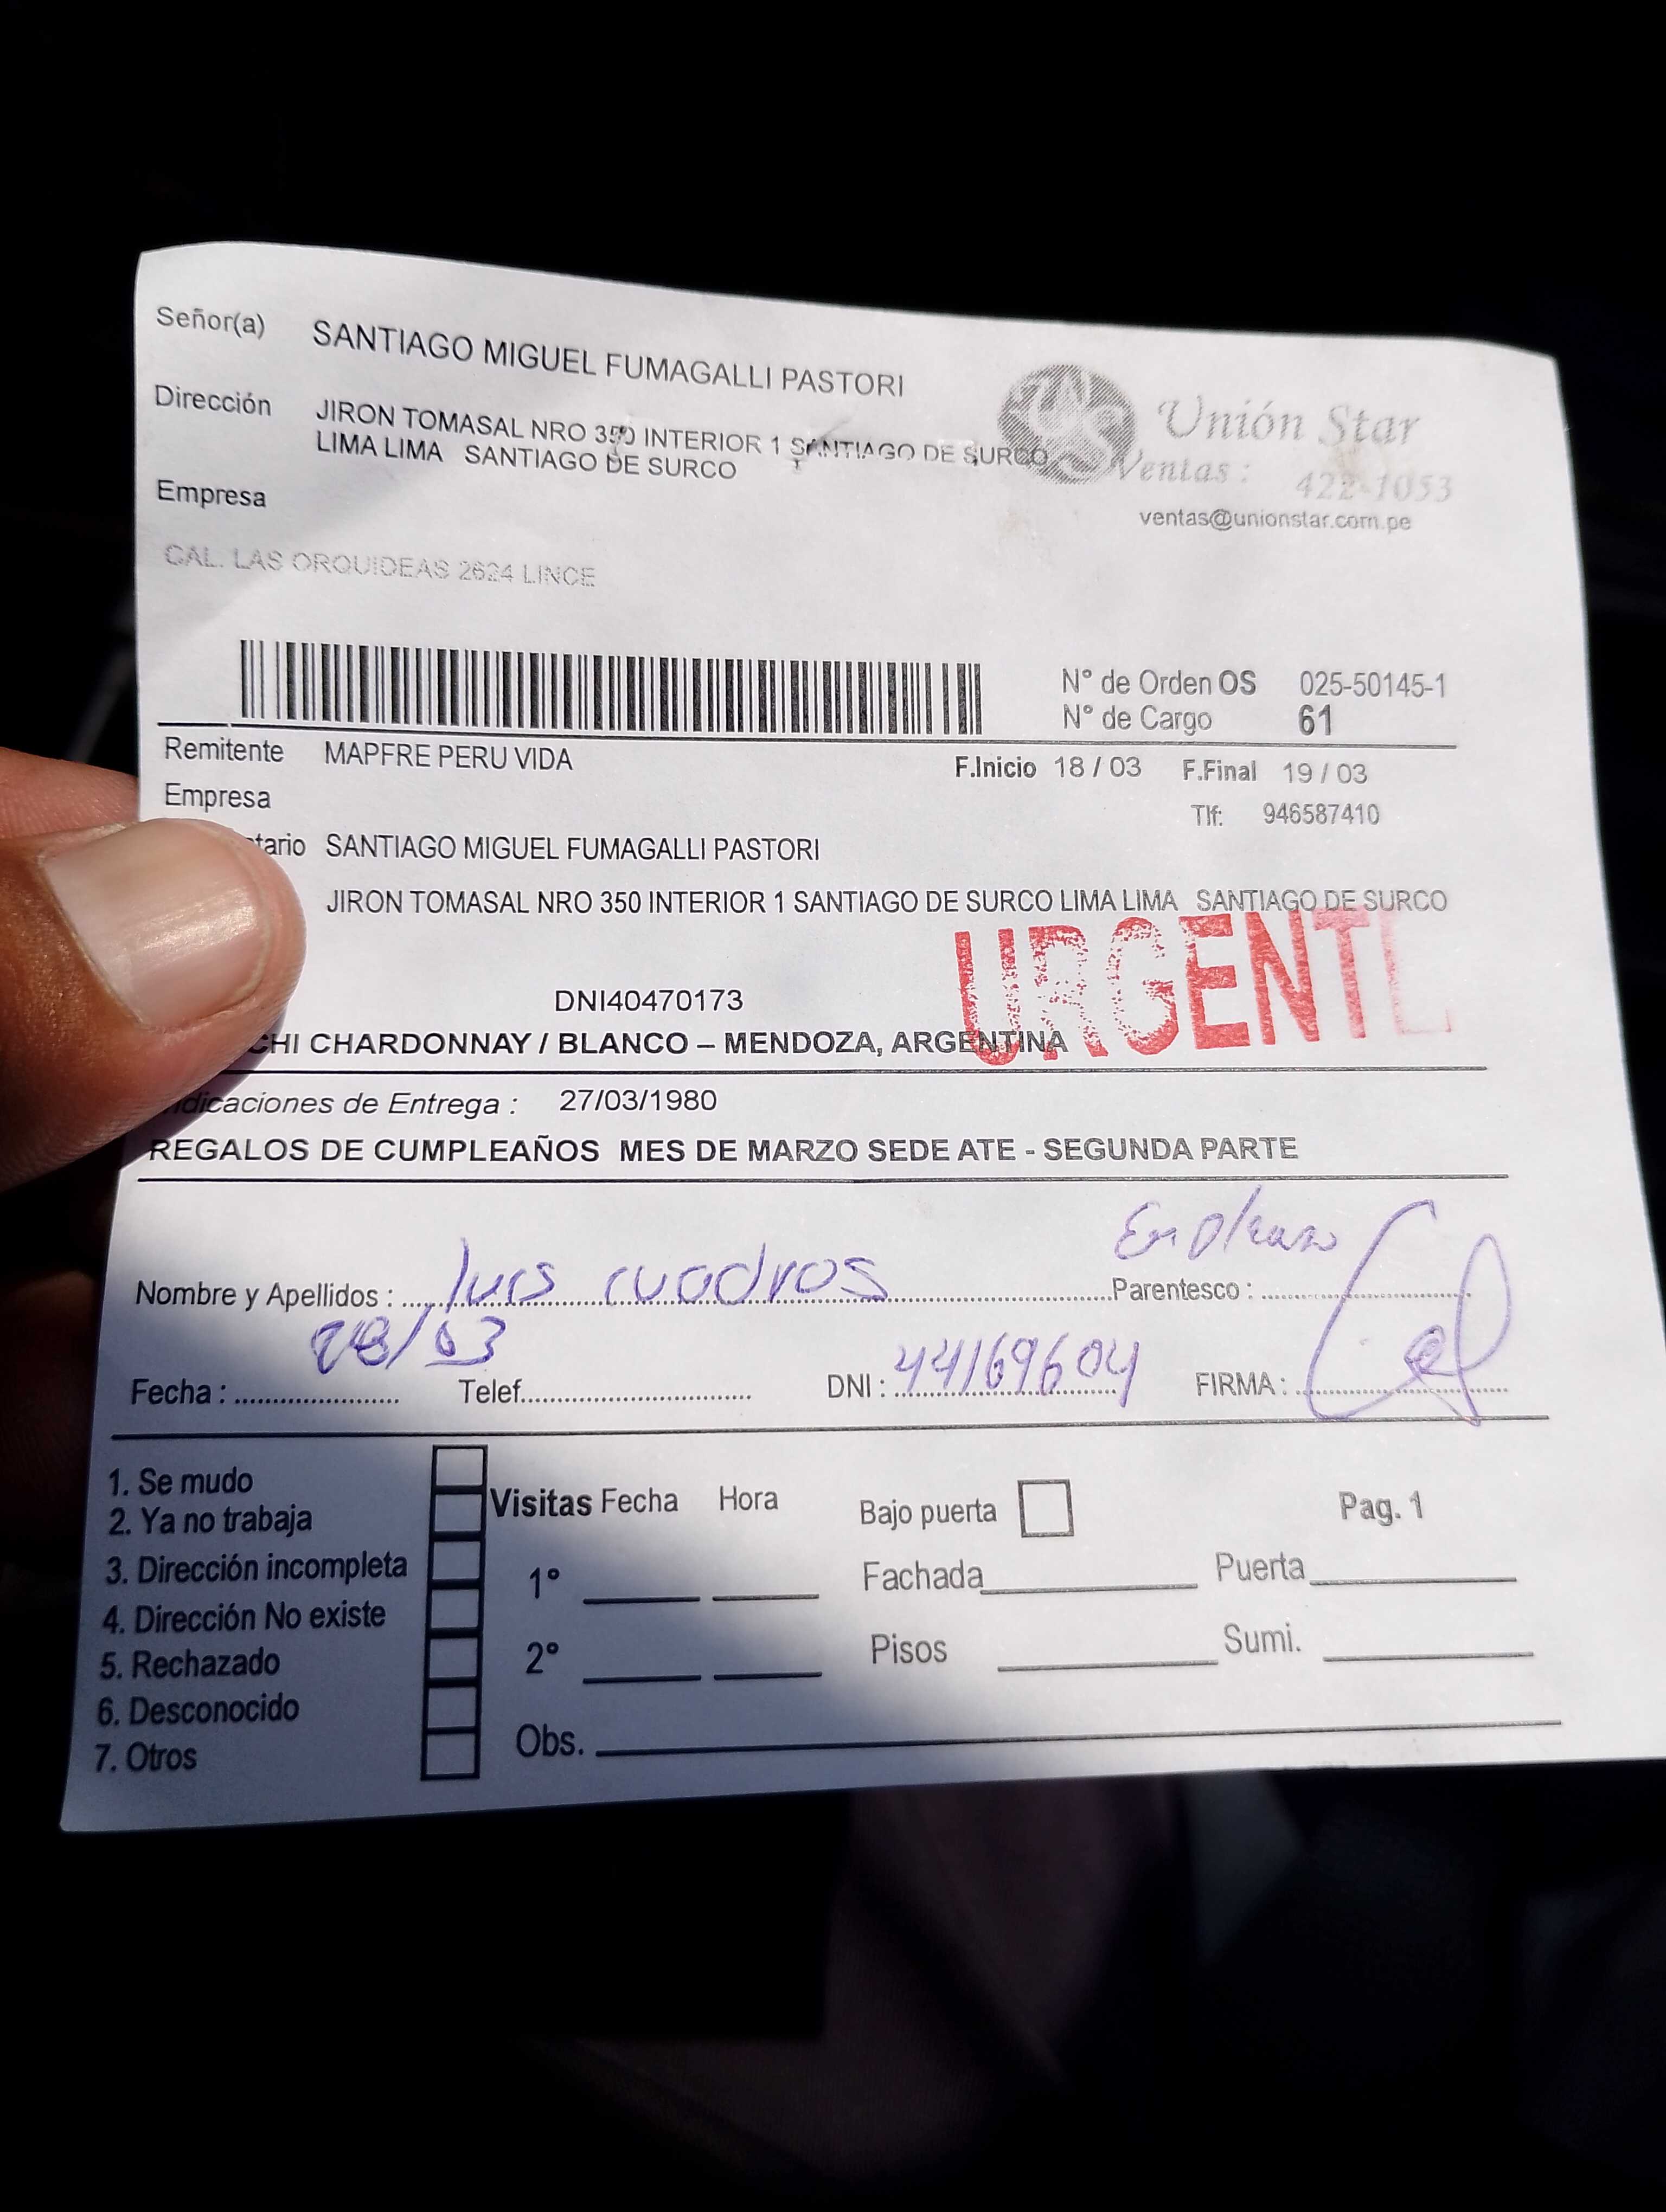 Señor(a) SANTIAGO MIGUEL FUMAGALLI PASTORI
Dirección JIRON TOMASAL NRO 350 INTERIOR 1 SANTIAGO DE SURCO
LIMA LIMA SANTIAGO DE SURCO
Unión Star
Ventas : 422-1053
ventas@unionstar.com.pe
Empresa
CAL. LAS ORQUIDEAS 2624 LINCE
N° de Orden OS 025-50145-1
N° de Cargo 61
Remitente MAPFRE PERU VIDA F.Inicio 18 / 03 F.Final 19 / 03
Empresa
Tlf: 946587410
tario SANTIAGO MIGUEL FUMAGALLI PASTORI
JIRON TOMASAL NRO 350 INTERIOR 1 SANTIAGO DE SURCO LIMA LIMA SANTIAGO DE SURCO
URGENT
DNI40470173
CHI CHARDONNAY / BLANCO – MENDOZA, ARGENTINA
dicaciones de Entrega : 27/03/1980
REGALOS DE CUMPLEAÑOS MES DE MARZO SEDE ATE - SEGUNDA PARTE
Nombre y Apellidos : luis cuadros Parentesco :
Fecha : 28/03 Telef. DNI : 44169604 FIRMA :
1. Se mudo
2. Ya no trabaja
3. Dirección incompleta
4. Dirección No existe
5. Rechazado
6. Desconocido
7. Otros
Visitas Fecha Hora
1°
2°
Obs.
Bajo puerta Pag. 1
Fachada Puerta
Pisos Sumi.